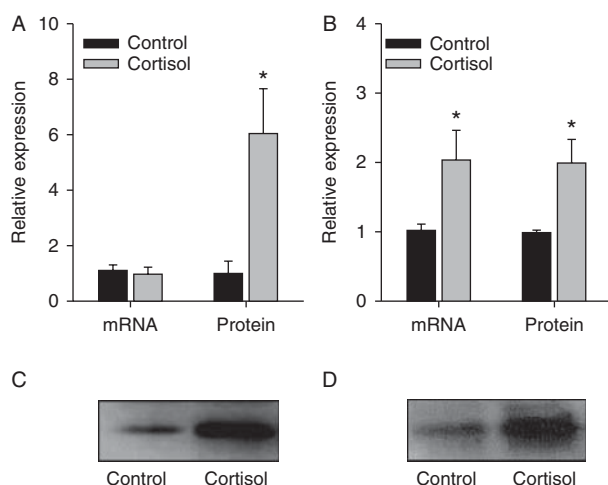 A
Relative expression
10
8
6
4
2
0
Control
Cortisol
*
mRNA
Protein
B
Relative expression
4
3
2
1
0
Control
Cortisol
*
*
mRNA
Protein
C
Control
Cortisol
D
Control
Cortisol